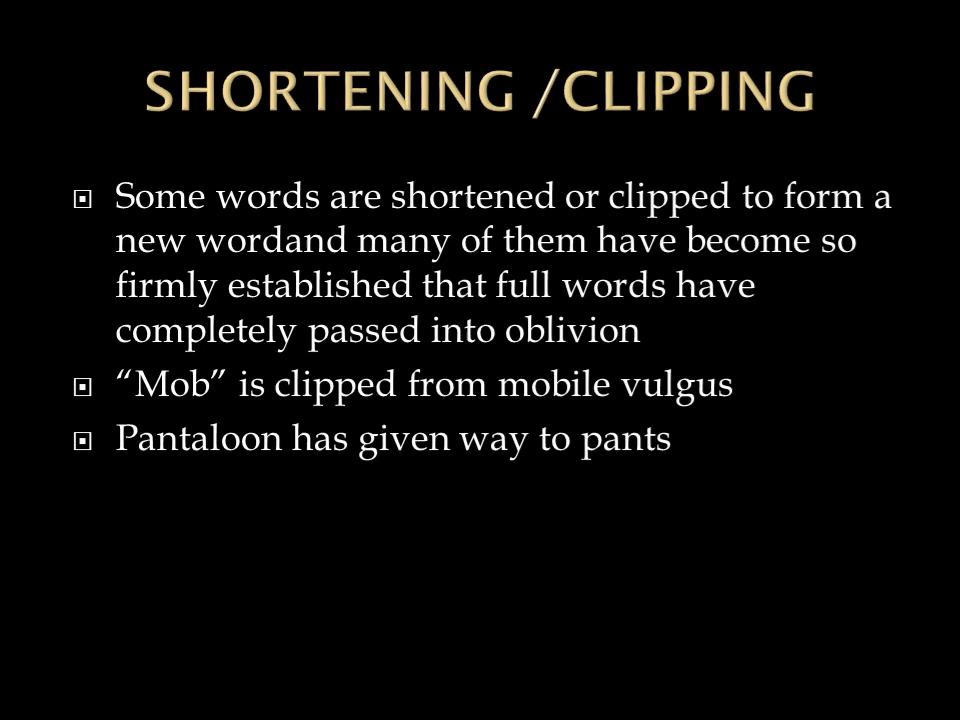 SHORTENING /CLIPPING
Some words are shortened or clipped to form a
new wordand many of them have become so
firmly established that full words have
completely passed into oblivion
“Mob” is clipped from mobile vulgus
Pantaloon has given way to pants